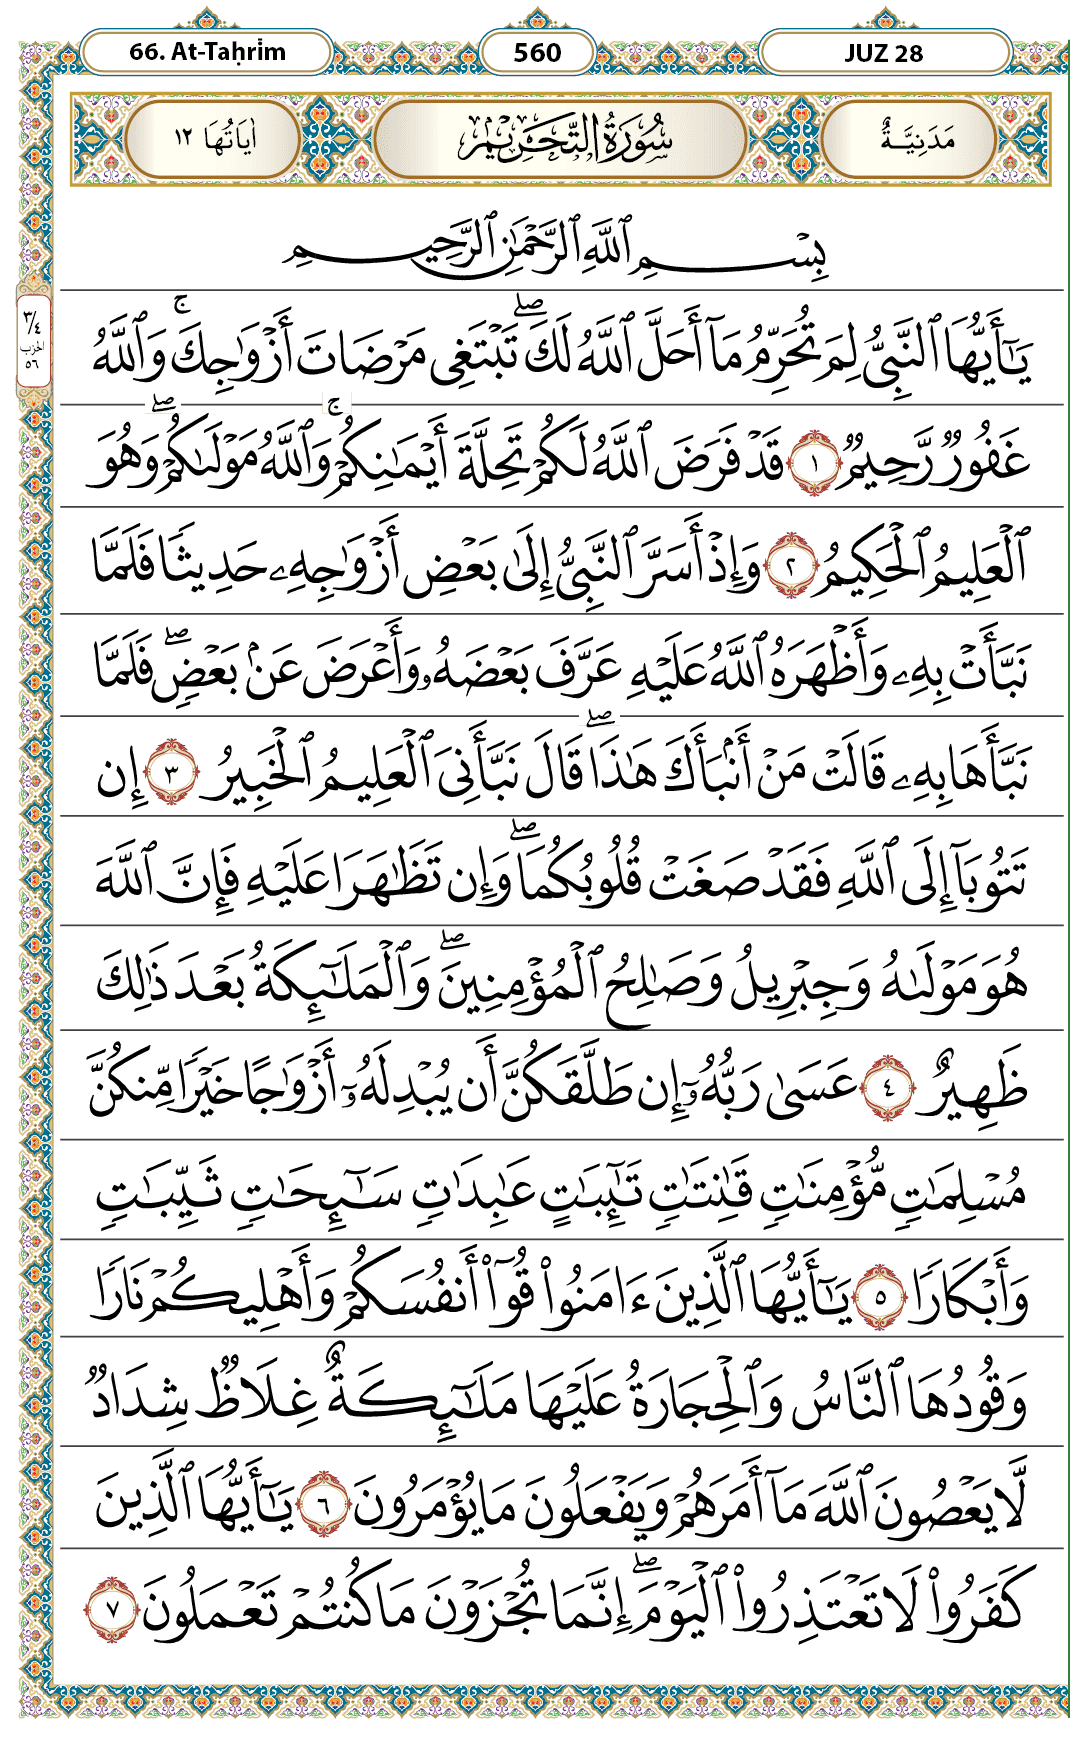 66. At-Taḥrīm
560
JUZ 28
مَدَنِيَّةٌ
سُورَةُ التَّحْرِيمِ
اٰيَاتُهَا ١٢
بِسْمِ ٱللَّهِ ٱلرَّحْمَٰنِ ٱلرَّحِيمِ
٣/٤
الحزب
٥٦
يَـٰٓأَيُّهَا ٱلنَّبِىُّ لِمَ تُحَرِّمُ مَآ أَحَلَّ ٱللَّهُ لَكَ ۖ تَبْتَغِى مَرْضَاتَ أَزْوَٰجِكَ ۚ وَٱللَّهُ
غَفُورٌ رَّحِيمٌ ١ قَدْ فَرَضَ ٱللَّهُ لَكُمْ تَحِلَّةَ أَيْمَـٰنِكُمْ ۚ وَٱللَّهُ مَوْلَىٰكُمْ ۖ وَهُوَ
ٱلْعَلِيمُ ٱلْحَكِيمُ ٢ وَإِذْ أَسَرَّ ٱلنَّبِىُّ إِلَىٰ بَعْضِ أَزْوَٰجِهِۦ حَدِيثًا فَلَمَّا
نَبَّأَتْ بِهِۦ وَأَظْهَرَهُ ٱللَّهُ عَلَيْهِ عَرَّفَ بَعْضَهُۥ وَأَعْرَضَ عَنۢ بَعْضٍ ۖ فَلَمَّا
نَبَّأَهَا بِهِۦ قَالَتْ مَنْ أَنۢبَأَكَ هَـٰذَا ۖ قَالَ نَبَّأَنِىَ ٱلْعَلِيمُ ٱلْخَبِيرُ ٣ إِن
تَتُوبَآ إِلَى ٱللَّهِ فَقَدْ صَغَتْ قُلُوبُكُمَا ۖ وَإِن تَظَـٰهَرَا عَلَيْهِ فَإِنَّ ٱللَّهَ
هُوَ مَوْلَىٰهُ وَجِبْرِيلُ وَصَـٰلِحُ ٱلْمُؤْمِنِينَ ۖ وَٱلْمَلَـٰٓئِكَةُ بَعْدَ ذَٰلِكَ
ظَهِيرٌ ٤ عَسَىٰ رَبُّهُۥٓ إِن طَلَّقَكُنَّ أَن يُبْدِلَهُۥٓ أَزْوَٰجًا خَيْرًا مِّنكُنَّ
مُسْلِمَـٰتٍ مُّؤْمِنَـٰتٍ قَـٰنِتَـٰتٍ تَـٰٓئِبَـٰتٍ عَـٰبِدَٰتٍ سَـٰٓئِحَـٰتٍ ثَيِّبَـٰتٍ
وَأَبْكَارًا ٥ يَـٰٓأَيُّهَا ٱلَّذِينَ ءَامَنُوا۟ قُوٓا۟ أَنفُسَكُمْ وَأَهْلِيكُمْ نَارًا
وَقُودُهَا ٱلنَّاسُ وَٱلْحِجَارَةُ عَلَيْهَا مَلَـٰٓئِكَةٌ غِلَاظٌ شِدَادٌ
لَّا يَعْصُونَ ٱللَّهَ مَآ أَمَرَهُمْ وَيَفْعَلُونَ مَا يُؤْمَرُونَ ٦ يَـٰٓأَيُّهَا ٱلَّذِينَ
كَفَرُوا۟ لَا تَعْتَذِرُوا۟ ٱلْيَوْمَ ۖ إِنَّمَا تُجْزَوْنَ مَا كُنتُمْ تَعْمَلُونَ ٧